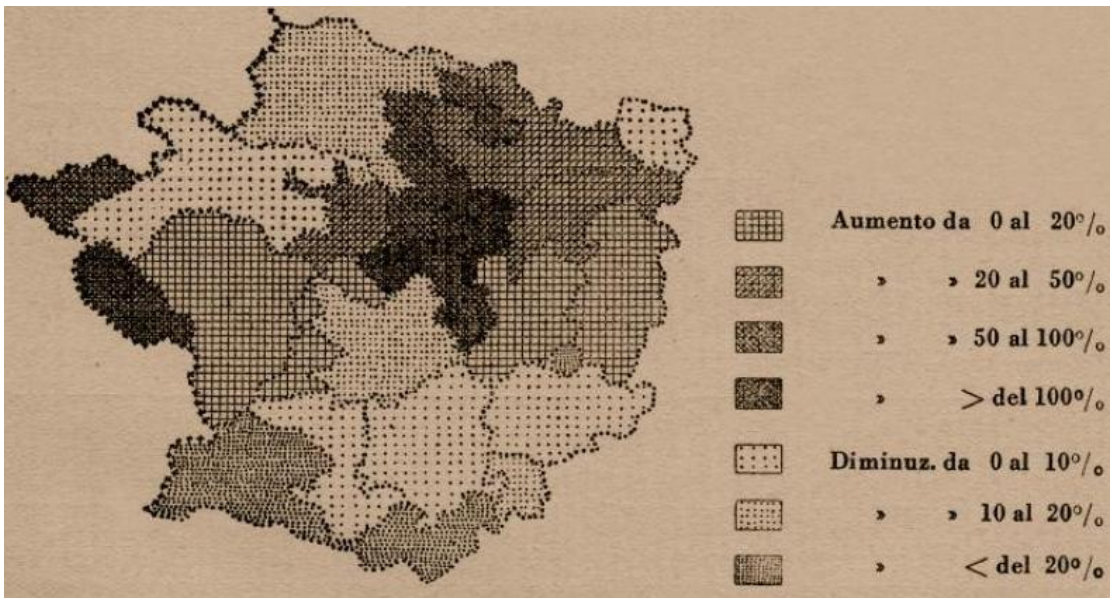 Aumento da 0 al 20%
» » 20 al 50%
» » 50 al 100%
» > del 100%
Diminuz. da 0 al 10%
» » 10 al 20%
» < del 20%